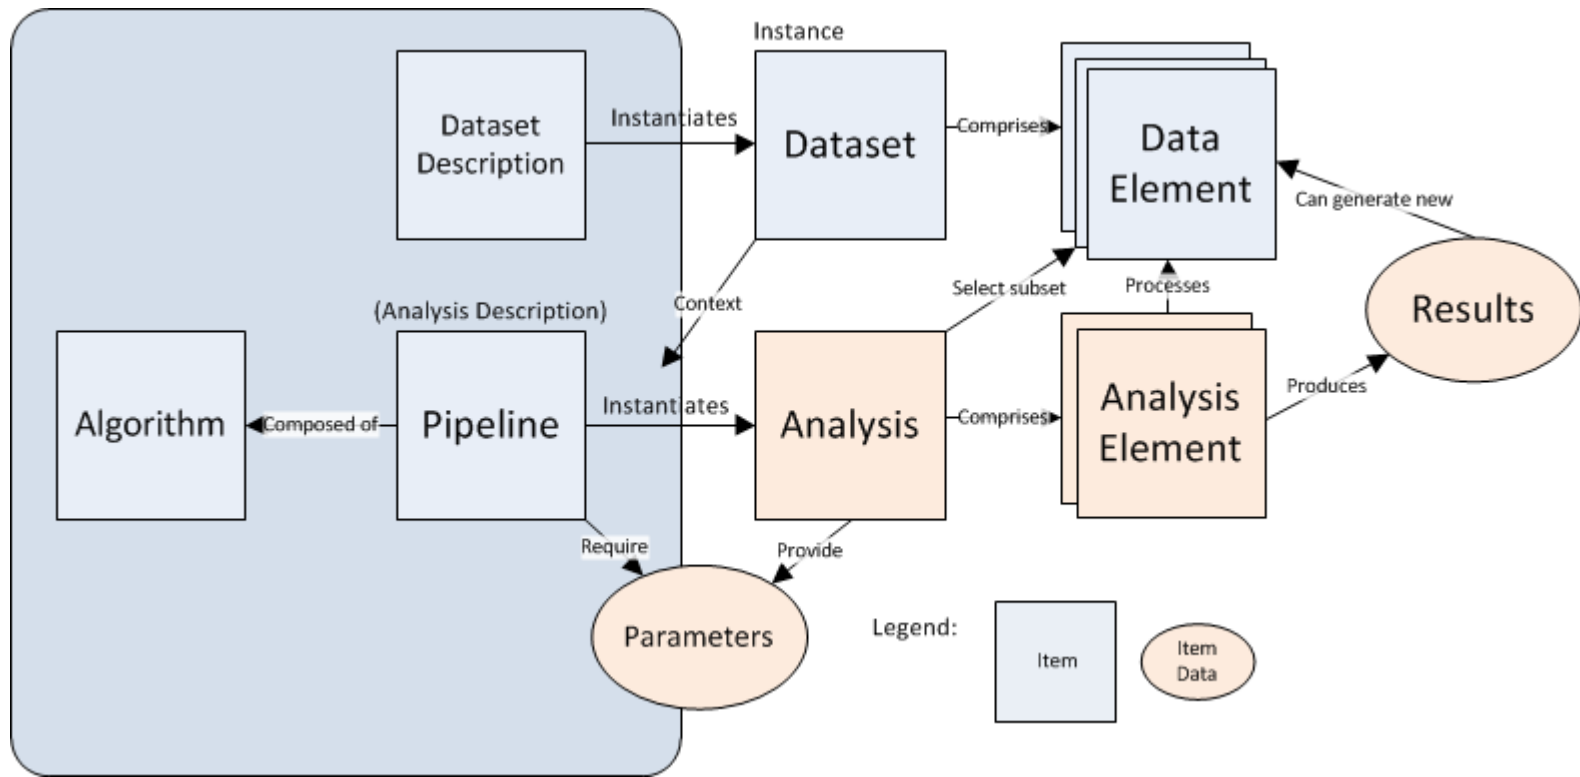 Instance
Dataset
Description
Instantiates
Dataset
Comprises
Data
Element
Can generate new
Results
(Analysis Description)
Context
Select subset
Processes
Algorithm
Composed of
Pipeline
Instantiates
Analysis
Comprises
Analysis
Element
Produces
Require
Provide
Parameters
Legend:
Item
Item
Data